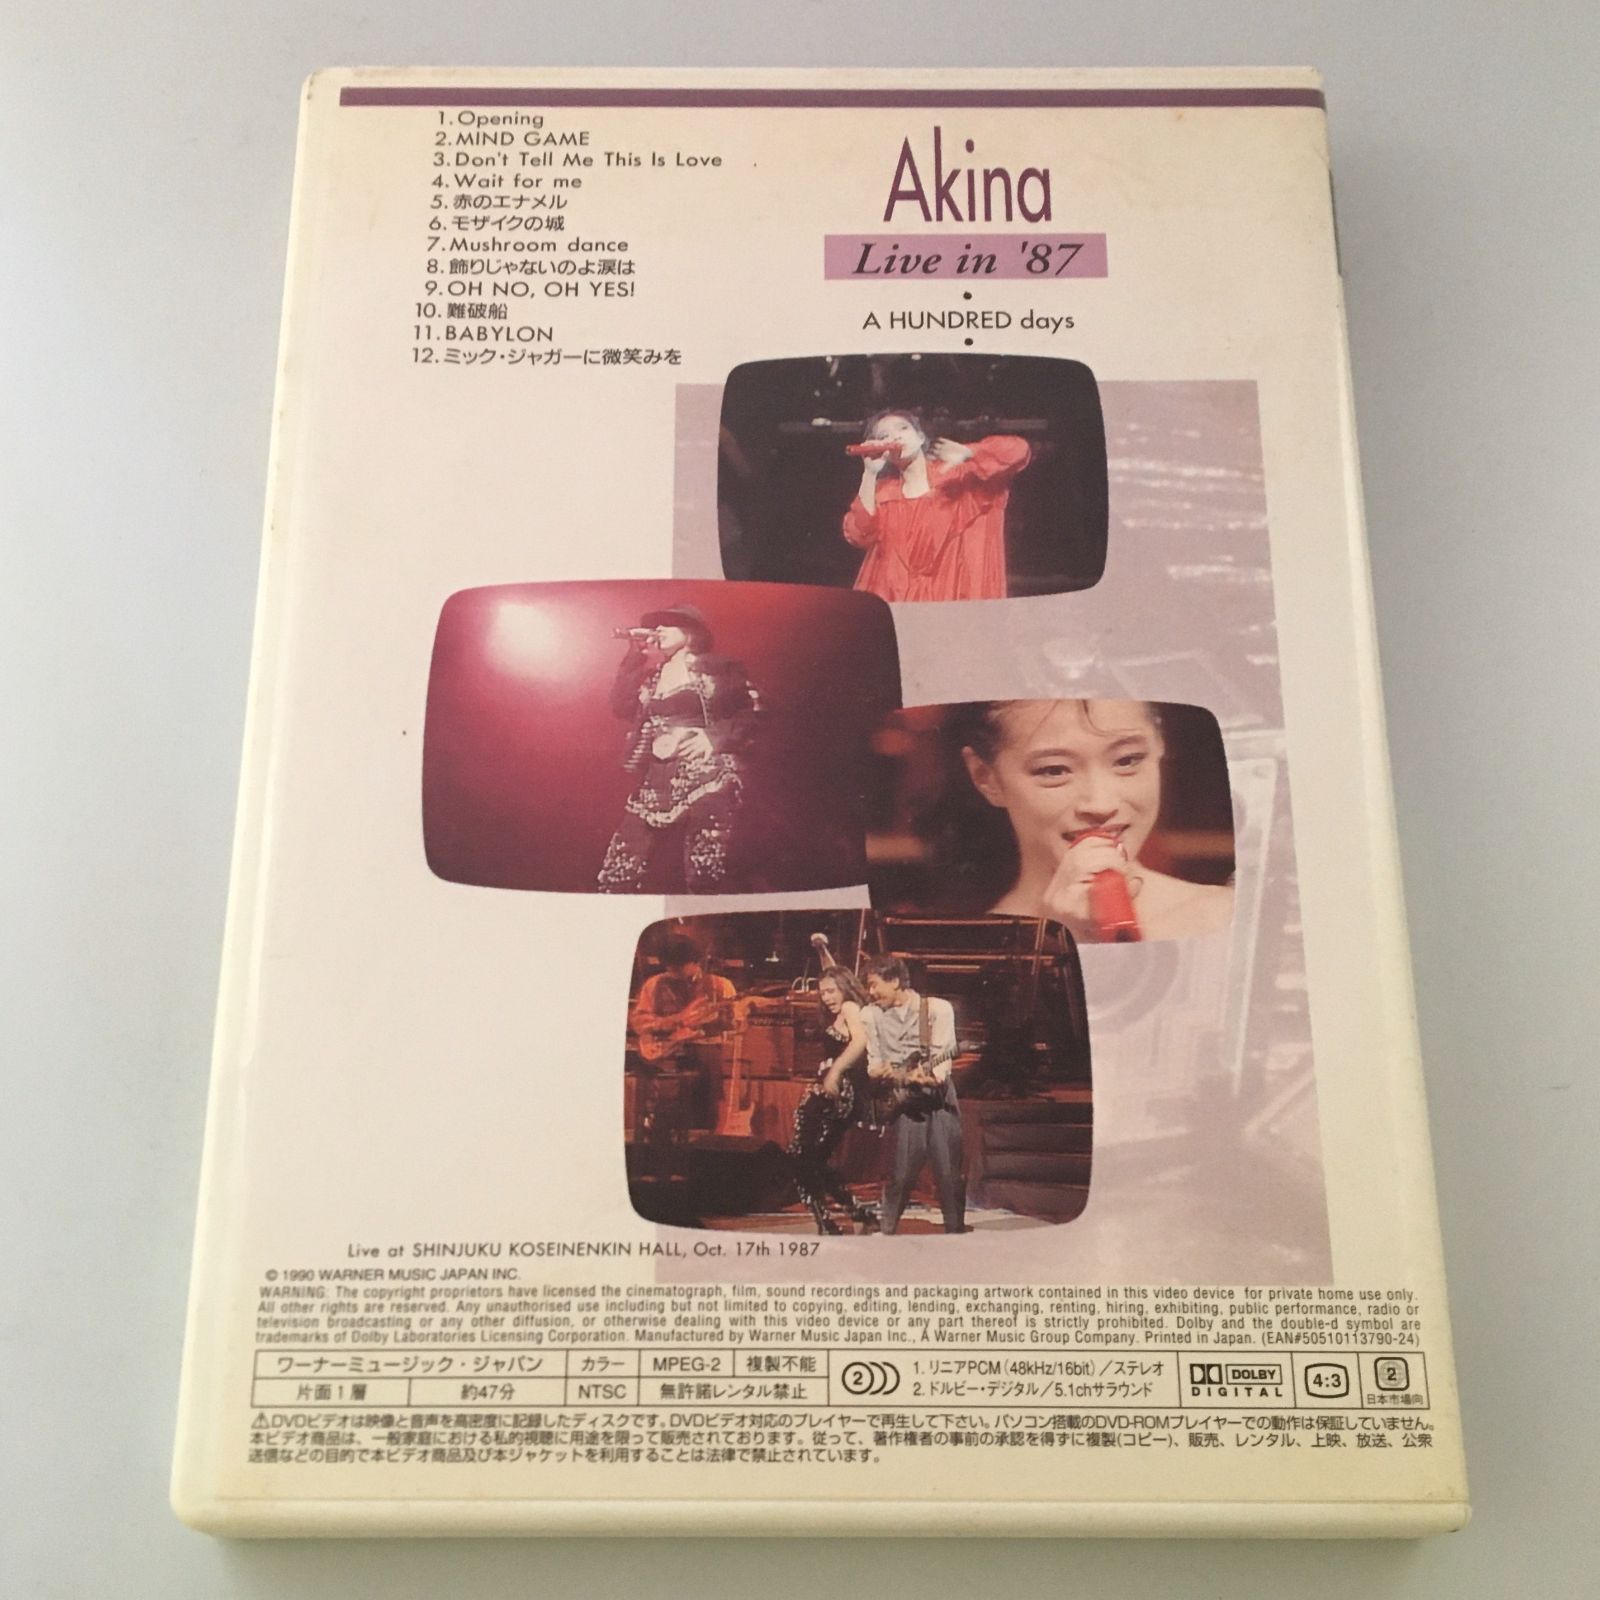 1.Opening
2.MIND GAME
3.Don't Tell Me This Is Love
4.Wait for me
5.赤のエナメル
6.モザイクの城
7.Mushroom dance
8.飾りじゃないのよ涙は
9.OH NO, OH YES!
10.難破船
11.BABYLON
12.ミック・ジャガーに微笑みを
Akina
Live in '87
A HUNDRED days
Live at SHINJUKU KOSEINENKIN HALL, Oct. 17th 1987
© 1990 WARNER MUSIC JAPAN INC.
WARNING: The copyright proprietors have licensed the cinematograph, film, sound recordings and packaging artwork contained in this video device for private home use only.
All other rights are reserved. Any unauthorised use including but not limited to copying, editing, lending, exchanging, renting, hiring, exhibiting, public performance, radio or
television broadcasting or any other diffusion, or otherwise dealing with this video device or any part thereof is strictly prohibited. Dolby and the double-d symbol are
trademarks of Dolby Laboratories Licensing Corporation. Manufactured by Warner Music Japan Inc., A Warner Music Group Company. Printed in Japan. (EAN#50510113790-24)
ワーナーミュージック・ジャパン カラー MPEG-2 複製不能
片面1層 約47分 NTSC 無許諾レンタル禁止
2
1. リニアPCM(48kHz/16bit)/ステレオ
2. ドルビー・デジタル/5.1chサラウンド
DOLBY
DIGITAL
4:3
2
日本市場向
⚠DVDビデオは映像と音声を高密度に記録したディスクです。DVDビデオ対応のプレイヤーで再生して下さい。パソコン搭載のDVD-ROMプレイヤーでの動作は保証していません。
本ビデオ商品は、一般家庭における私的視聴に用途を限って販売されております。従って、著作権者の事前の承認を得ずに複製(コピー)、販売、レンタル、上映、放送、公衆
送信などの目的で本ビデオ商品及び本ジャケットを利用することは法律で禁止されています。